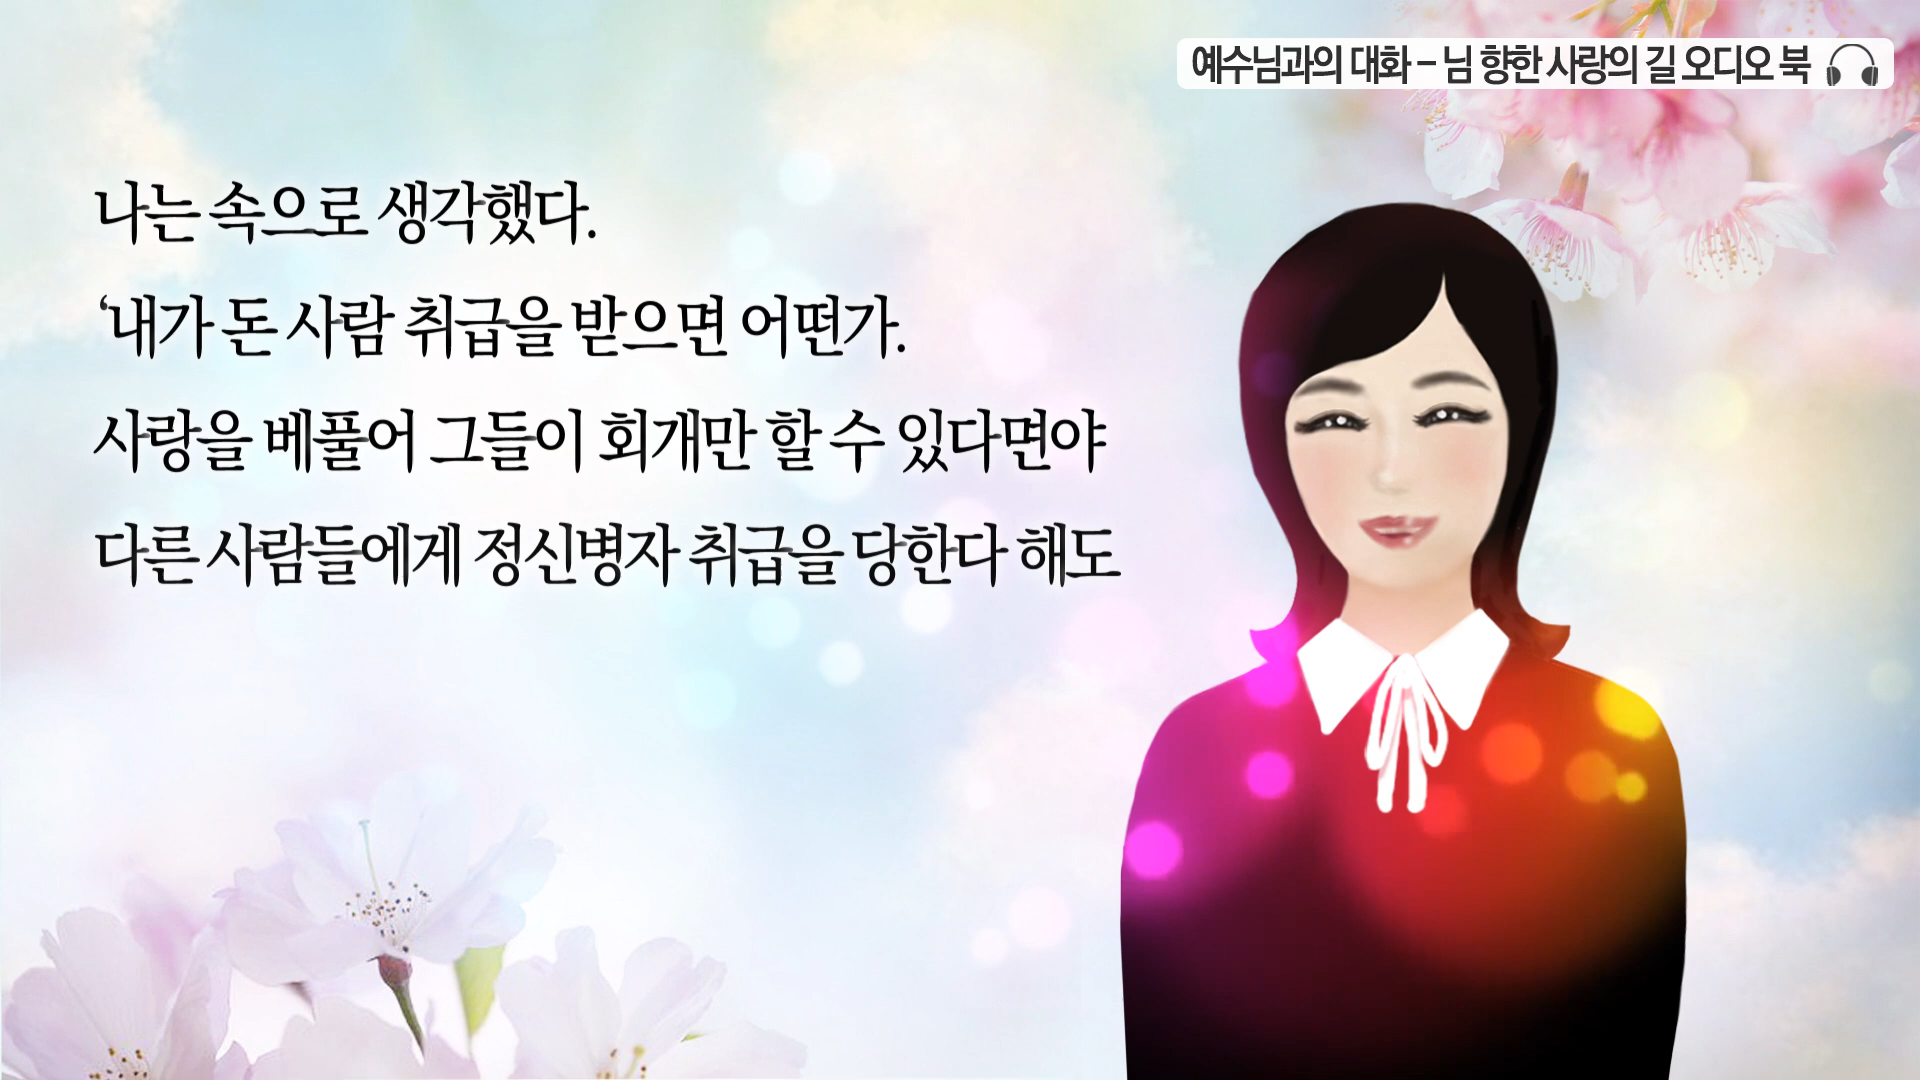 예수님과의 대화 - 님 향한 사랑의 길 오디오 북
나는 속으로 생각했다.
‘내가 돈 사람 취급을 받으면 어떤가.
사랑을 베풀어 그들이 회개만 할 수 있다면야
다른 사람들에게 정신병자 취급을 당한다 해도